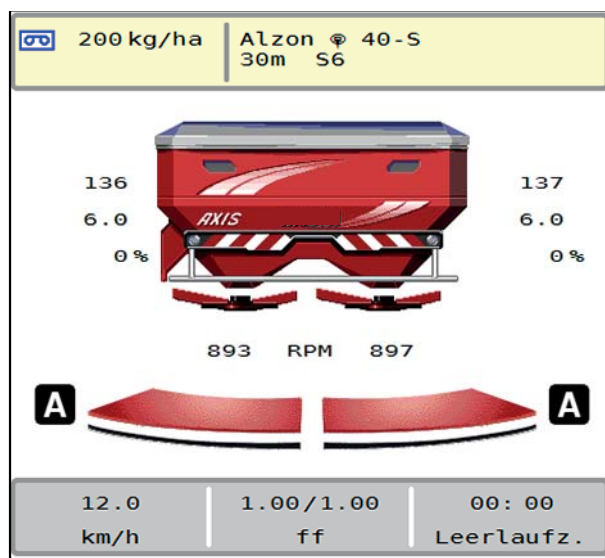 200 kg/ha
Alzon 40-S
30m S6
136
137
6.0
AXIS
6.0
0 %
0 %
893 RPM 897
A
A
12.0
1.00/1.00
00: 00
km/h
ff
Leerlaufz.